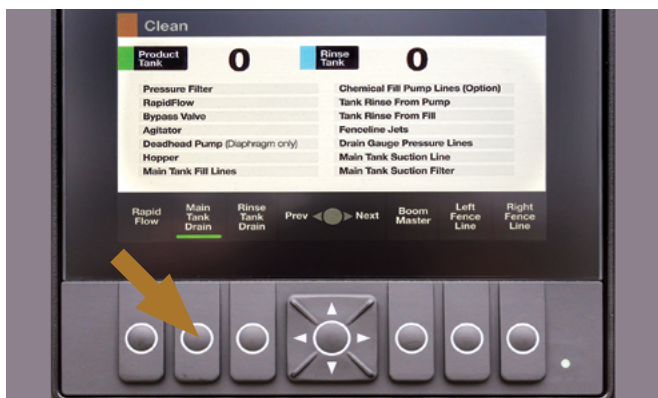 Clean
Product
Tank
0
Rinse
Tank
0
Pressure Filter
RapidFlow
Bypass Valve
Agitator
Deadhead Pump (Diaphragm only)
Hopper
Main Tank Fill Lines
Chemical Fill Pump Lines (Option)
Tank Rinse From Pump
Tank Rinse From Fill
Fenceline Jets
Drain Gauge Pressure Lines
Main Tank Suction Line
Main Tank Suction Filter
Rapid
Flow
Main
Tank
Drain
Rinse
Tank
Drain
Prev
Next
Boom
Master
Left
Fence
Line
Right
Fence
Line